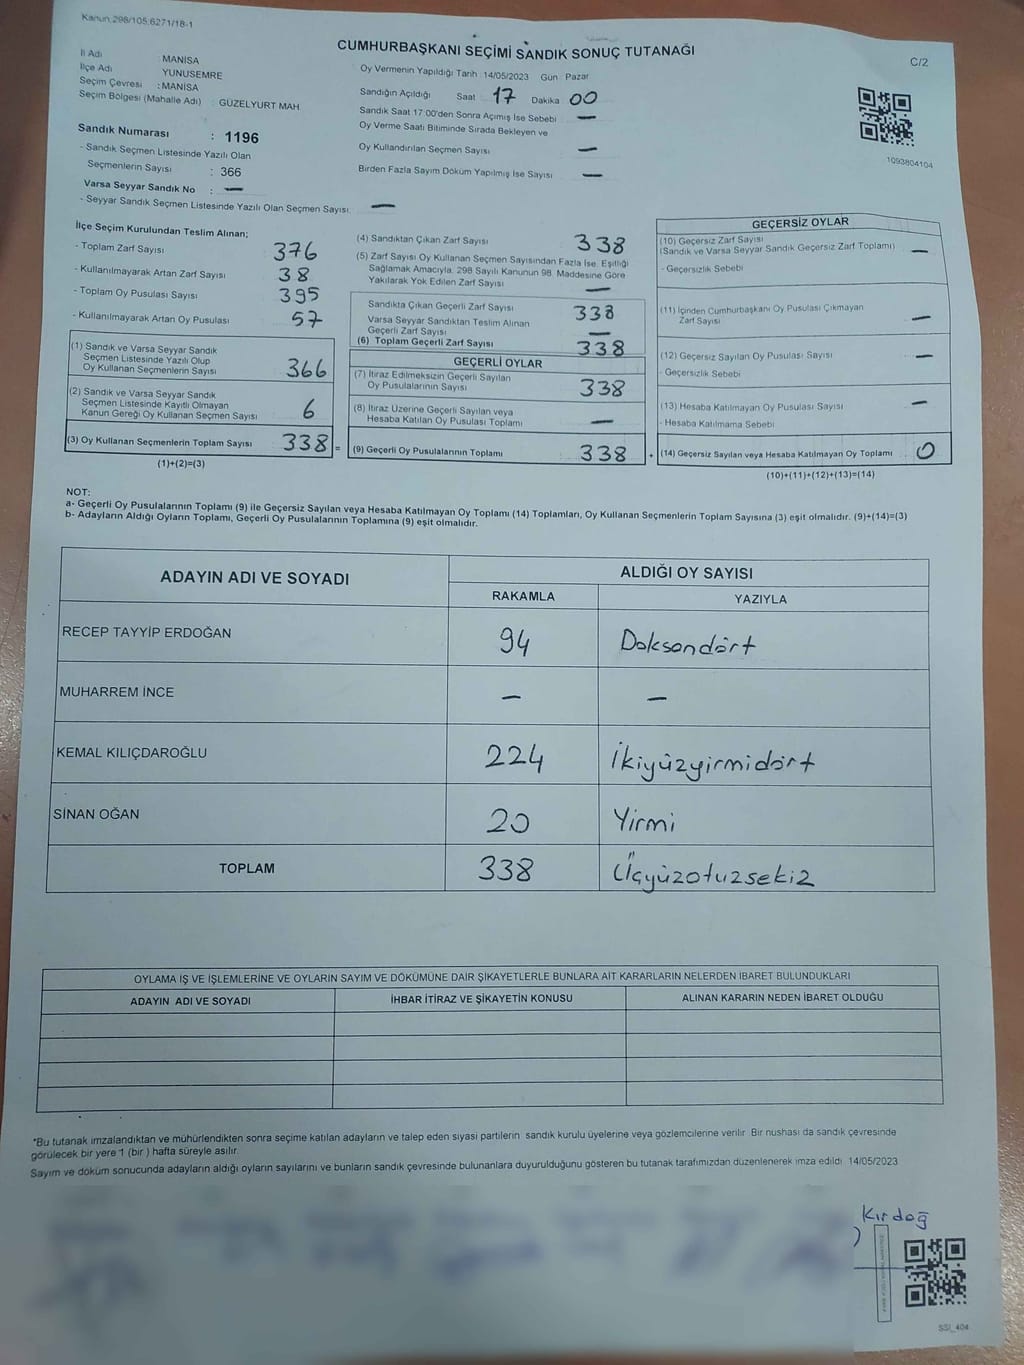 Kanun 298/105,6271/18-1
CUMHURBAŞKANI SEÇİMİ SANDIK SONUÇ TUTANAĞI
C/2
İl Adı : MANİSA
İlçe Adı : YUNUSEMRE
Seçim Çevresi : MANİSA
Seçim Bölgesi (Mahalle Adı) : GÜZELYURT MAH
Sandık Numarası : 1196
- Sandık Seçmen Listesinde Yazılı Olan
Seçmenlerin Sayısı : 366
Varsa Seyyar Sandık No : —
- Seyyar Sandık Seçmen Listesinde Yazılı Olan Seçmen Sayısı: —
Oy Vermenin Yapıldığı Tarih 14/05/2023 Gün Pazar
Sandığın Açıldığı Saat 17 Dakika 00
Sandık Saat 17:00'den Sonra Açımış İse Sebebi —
Oy Verme Saati Bitiminde Sırada Bekleyen ve
Oy Kullandırılan Seçmen Sayısı —
Birden Fazla Sayım Döküm Yapılmış İse Sayısı —
1093804104
İlçe Seçim Kurulundan Teslim Alınan;
- Toplam Zarf Sayısı 376
- Kullanılmayarak Artan Zarf Sayısı 38
- Toplam Oy Pusulası Sayısı 395
- Kullanılmayarak Artan Oy Pusulası 57
(1) Sandık ve Varsa Seyyar Sandık
Seçmen Listesinde Yazılı Olup
Oy Kullanan Seçmenlerin Sayısı 366
(2) Sandık ve Varsa Seyyar Sandık
Seçmen Listesinde Kayıtlı Olmayan
Kanun Gereği Oy Kullanan Seçmen Sayısı 6
(3) Oy Kullanan Seçmenlerin Toplam Sayısı 338 =
(1)+(2)=(3)
(4) Sandıktan Çıkan Zarf Sayısı 338
(5) Zarf Sayısı Oy Kullanan Seçmen Sayısından Fazla İse, Eşitliği
Sağlamak Amacıyla, 298 Sayılı Kanunun 98. Maddesine Göre
Yakılarak Yok Edilen Zarf Sayısı —
Sandıkta Çıkan Geçerli Zarf Sayısı 338
Varsa Seyyar Sandıktan Teslim Alınan
Geçerli Zarf Sayısı —
(6) Toplam Geçerli Zarf Sayısı 338
GEÇERLİ OYLAR
(7) İtiraz Edilmeksizin Geçerli Sayılan
Oy Pusulalarının Sayısı 338
(8) İtiraz Üzerine Geçerli Sayılan veya
Hesaba Katılan Oy Pusulası Toplamı —
(9) Geçerli Oy Pusulalarının Toplamı : 338 +
GEÇERSİZ OYLAR
(10) Geçersiz Zarf Sayısı
(Sandık ve Varsa Seyyar Sandık Geçersiz Zarf Toplamı) —
- Geçersizlik Sebebi
(11) İçinden Cumhurbaşkanı Oy Pusulası Çıkmayan
Zarf Sayısı —
(12) Geçersiz Sayılan Oy Pusulası Sayısı —
- Geçersizlik Sebebi
(13) Hesaba Katılmayan Oy Pusulası Sayısı —
- Hesaba Katılmama Sebebi
(14) Geçersiz Sayılan veya Hesaba Katılmayan Oy Toplamı 0
(10)+(11)+(12)+(13)=(14)
NOT:
a- Geçerli Oy Pusulalarının Toplamı (9) ile Geçersiz Sayılan veya Hesaba Katılmayan Oy Toplamı (14) Toplamları, Oy Kullanan Seçmenlerin Toplam Sayısına (3) eşit olmalıdır. (9)+(14)=(3)
b- Adayların Aldığı Oyların Toplamı, Geçerli Oy Pusulalarının Toplamına (9) eşit olmalıdır.
ADAYIN ADI VE SOYADI
ALDIĞI OY SAYISI
RAKAMLA YAZIYLA
RECEP TAYYİP ERDOĞAN 94 Doksandört
MUHARREM İNCE — —
KEMAL KILIÇDAROĞLU 224 İkiyüzyirmidört
SİNAN OĞAN 20 Yirmi
TOPLAM 338 Üçyüzotuzsekiz
OYLAMA İŞ VE İŞLEMLERİNE VE OYLARIN SAYIM VE DÖKÜMÜNE DAİR ŞİKAYETLERLE BUNLARA AİT KARARLARIN NELERDEN İBARET BULUNDUKLARI
ADAYIN ADI VE SOYADI İHBAR İTİRAZ VE ŞİKAYETİN KONUSU ALINAN KARARIN NEDEN İBARET OLDUĞU
*Bu tutanak imzalandıktan ve mühürlendikten sonra seçime katılan adayların ve talep eden siyasi partilerin sandık kurulu üyelerine veya gözlemcilerine verilir. Bir nushası da sandık çevresinde
görülecek bir yere 1 (bir ) hafta süreyle asılır.
Sayım ve döküm sonucunda adayların aldığı oyların sayılarını ve bunların sandık çevresinde bulunanlara duyurulduğunu gösteren bu tutanak tarafımızdan düzenlenerek imza edildi 14/05/2023
Kırdağ
SSI_404